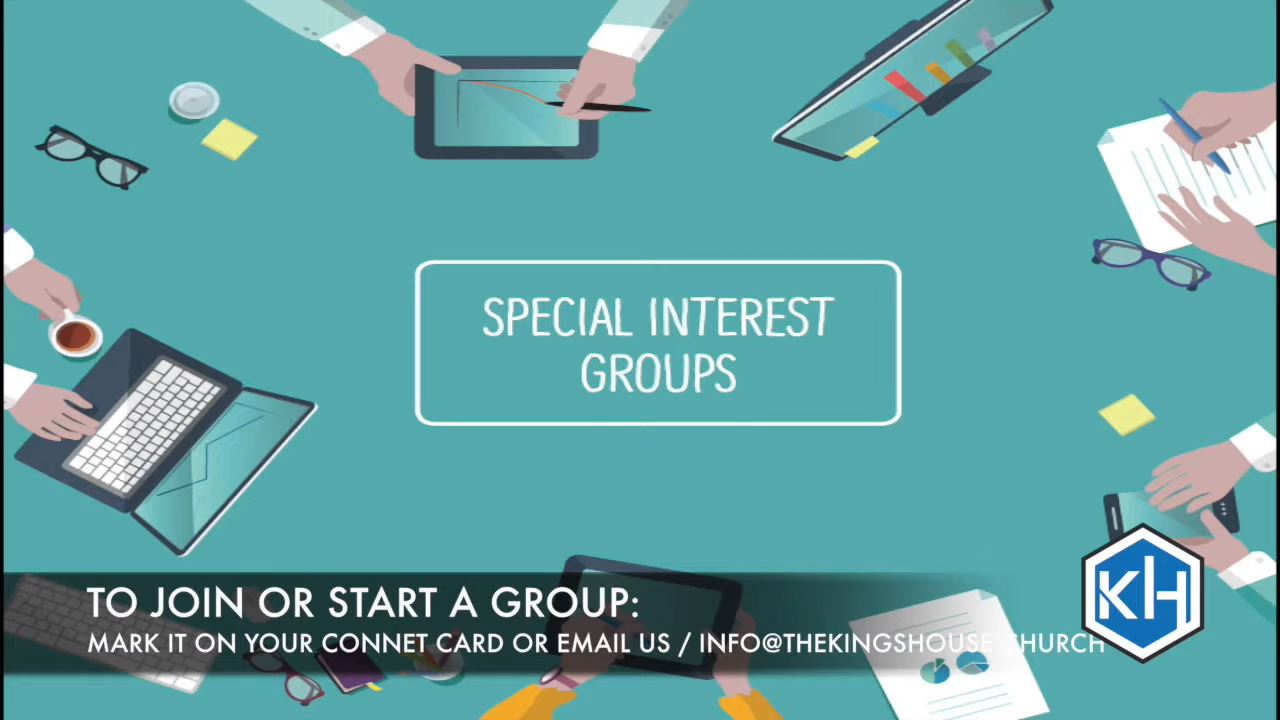 SPECIAL INTEREST
GROUPS
TO JOIN OR START A GROUP:
MARK IT ON YOUR CONNET CARD OR EMAIL US / INFO@THEKINGSHOUSE.CHURCH
KH